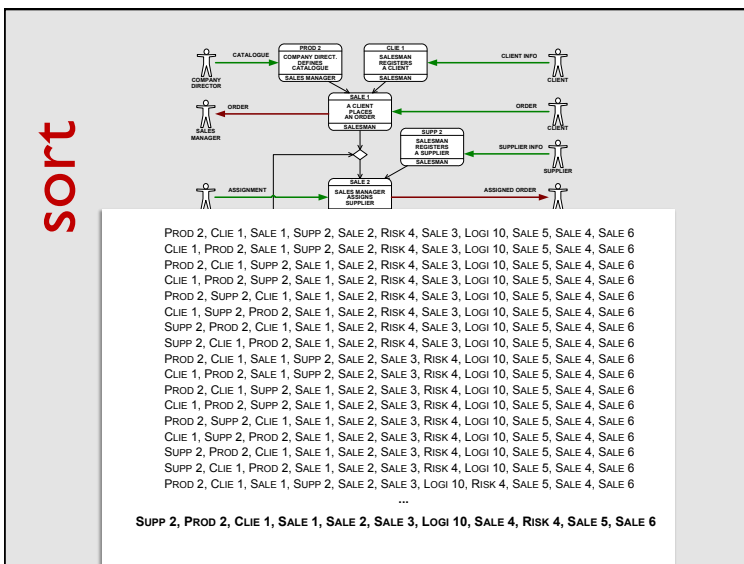 sort
PROD 2
COMPANY DIRECT.
DEFINES
CATALOGUE
SALES MANAGER
CLIE 1
SALESMAN
REGISTERS
A CLIENT
SALESMAN
CATALOGUE
COMPANY
DIRECTOR
CLIENT INFO
CLIENT
SALE 1
A CLIENT
PLACES
AN ORDER
SALESMAN
ORDER
SALES
MANAGER
ORDER
CLIENT
SUPP 2
SALESMAN
REGISTERS
A SUPPLIER
SALESMAN
SUPPLIER INFO
SUPPLIER
SALE 2
SALES MANAGER
ASSIGNS
SUPPLIER
ASSIGNMENT
ASSIGNED ORDER
PROD 2, CLIE 1, SALE 1, SUPP 2, SALE 2, RISK 4, SALE 3, LOGI 10, SALE 5, SALE 4, SALE 6
CLIE 1, PROD 2, SALE 1, SUPP 2, SALE 2, RISK 4, SALE 3, LOGI 10, SALE 5, SALE 4, SALE 6
PROD 2, CLIE 1, SUPP 2, SALE 1, SALE 2, RISK 4, SALE 3, LOGI 10, SALE 5, SALE 4, SALE 6
CLIE 1, PROD 2, SUPP 2, SALE 1, SALE 2, RISK 4, SALE 3, LOGI 10, SALE 5, SALE 4, SALE 6
PROD 2, SUPP 2, CLIE 1, SALE 1, SALE 2, RISK 4, SALE 3, LOGI 10, SALE 5, SALE 4, SALE 6
CLIE 1, SUPP 2, PROD 2, SALE 1, SALE 2, RISK 4, SALE 3, LOGI 10, SALE 5, SALE 4, SALE 6
SUPP 2, PROD 2, CLIE 1, SALE 1, SALE 2, RISK 4, SALE 3, LOGI 10, SALE 5, SALE 4, SALE 6
SUPP 2, CLIE 1, PROD 2, SALE 1, SALE 2, RISK 4, SALE 3, LOGI 10, SALE 5, SALE 4, SALE 6
PROD 2, CLIE 1, SALE 1, SUPP 2, SALE 2, SALE 3, RISK 4, LOGI 10, SALE 5, SALE 4, SALE 6
CLIE 1, PROD 2, SALE 1, SUPP 2, SALE 2, SALE 3, RISK 4, LOGI 10, SALE 5, SALE 4, SALE 6
PROD 2, CLIE 1, SUPP 2, SALE 1, SALE 2, SALE 3, RISK 4, LOGI 10, SALE 5, SALE 4, SALE 6
CLIE 1, PROD 2, SUPP 2, SALE 1, SALE 2, SALE 3, RISK 4, LOGI 10, SALE 5, SALE 4, SALE 6
PROD 2, SUPP 2, CLIE 1, SALE 1, SALE 2, SALE 3, RISK 4, LOGI 10, SALE 5, SALE 4, SALE 6
CLIE 1, SUPP 2, PROD 2, SALE 1, SALE 2, SALE 3, RISK 4, LOGI 10, SALE 5, SALE 4, SALE 6
SUPP 2, PROD 2, CLIE 1, SALE 1, SALE 2, SALE 3, RISK 4, LOGI 10, SALE 5, SALE 4, SALE 6
SUPP 2, CLIE 1, PROD 2, SALE 1, SALE 2, SALE 3, RISK 4, LOGI 10, SALE 5, SALE 4, SALE 6
PROD 2, CLIE 1, SALE 1, SUPP 2, SALE 2, SALE 3, LOGI 10, RISK 4, SALE 5, SALE 4, SALE 6
...
SUPP 2, PROD 2, CLIE 1, SALE 1, SALE 2, SALE 3, LOGI 10, SALE 4, RISK 4, SALE 5, SALE 6